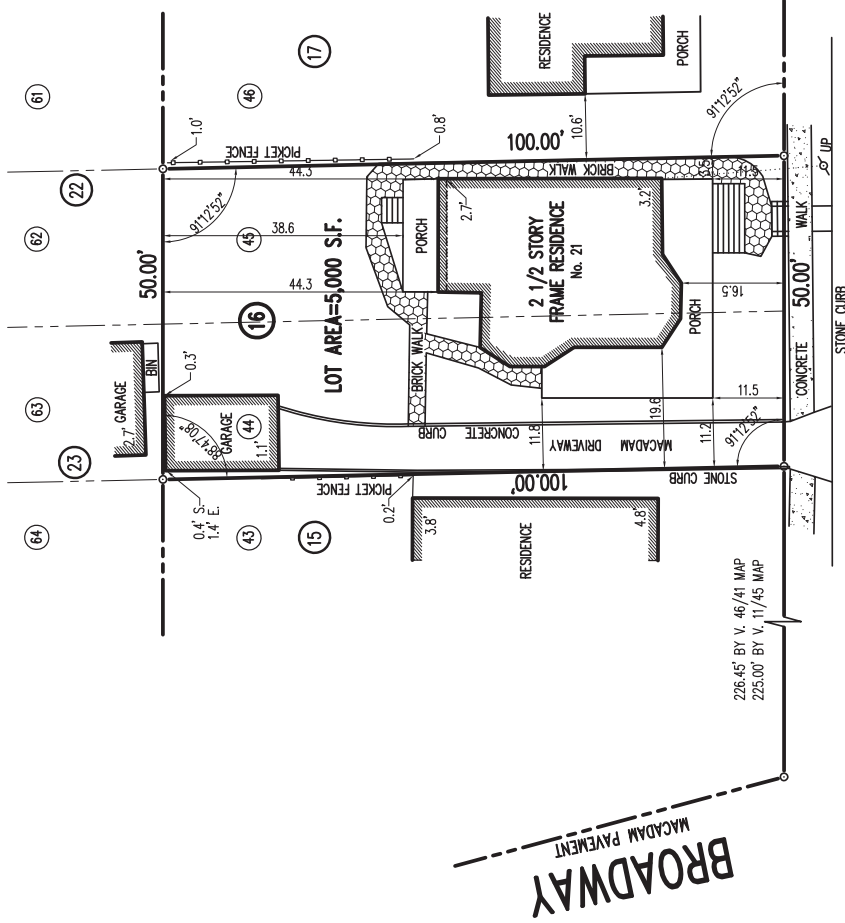 61
62
63
64
22
23
46
45
44
43
17
16
15
1.0'
PICKET FENCE
0.8'
44.3
91°12'52"
38.6
44.3
50.00'
LOT AREA=5,000 S.F.
GARAGE
2.7'
BIN
0.3'
88°47'08"
GARAGE
1.1'
0.4' S.
1.4' E.
PICKET FENCE
0.2'
CONCRETE CURB
BRICK WALK
PORCH
BRICK WALK
100.00'
10.6'
RESIDENCE
PORCH
91°12'52"
2.7'
3.2'
2 1/2 STORY
FRAME RESIDENCE
No. 21
11.5
16.5
PORCH
11.5
11.8
19.6
11.2
MACADAM DRIVEWAY
91°12'52"
100.00'
STONE CURB
3.8'
4.8'
RESIDENCE
50.00'
CONCRETE WALK
UP
STONE CURB
226.45' BY V. 46/41 MAP
225.00' BY V. 11/45 MAP
BROADWAY
MACADAM PAVEMENT